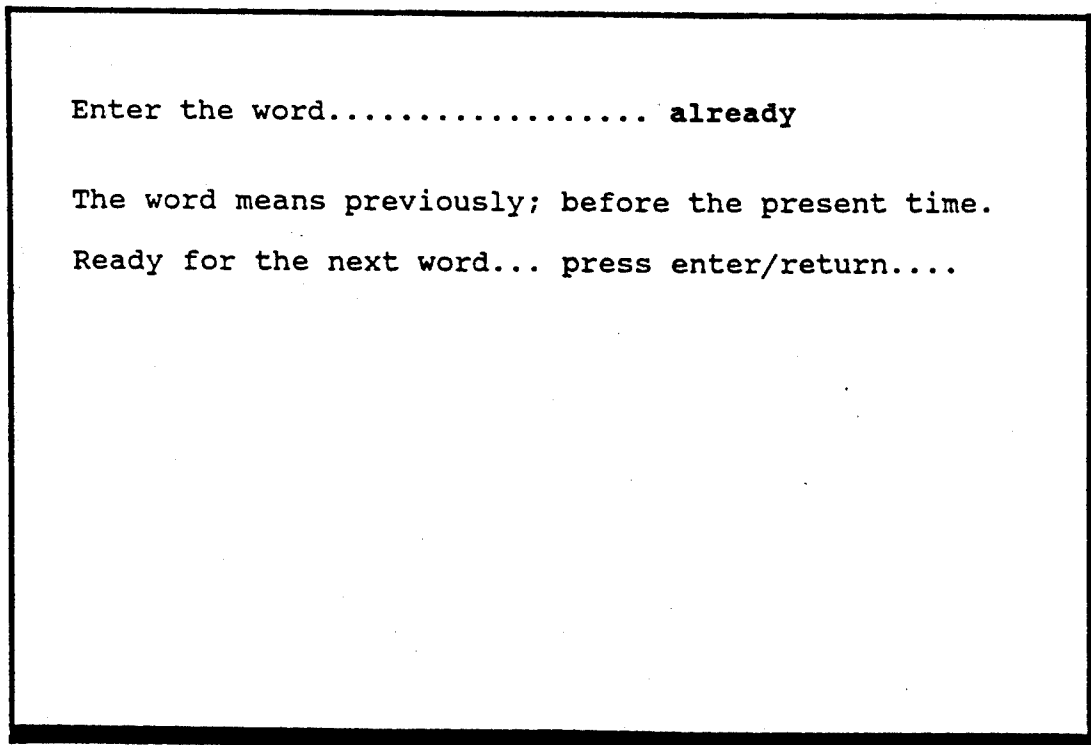 Enter the word.................. already
The word means previously; before the present time.
Ready for the next word... press enter/return....